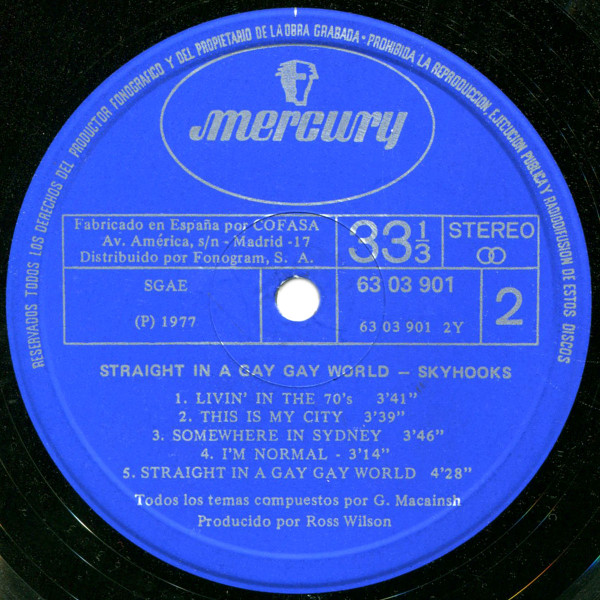 RESERVADOS TODOS LOS DERECHOS DEL PRODUCTOR FONOGRAFICO Y DEL PROPIETARIO DE LA OBRA GRABADA · PROHIBIDA LA REPRODUCCION, EJECUCION PUBLICA Y RADIODIFUSION DE ESTOS DISCOS
mercury
Fabricado en España por COFASA
Av. América, s/n - Madrid -17
Distribuido por Fonogram, S. A.
33 1/3
STEREO
SGAE
(P) 1977
63 03 901
63 03 901 2Y
2
STRAIGHT IN A GAY GAY WORLD — SKYHOOKS
1. LIVIN' IN THE 70's 3'41"
2. THIS IS MY CITY 3'39"
3. SOMEWHERE IN SYDNEY 3'46"
4. I'M NORMAL - 3'14"
5. STRAIGHT IN A GAY GAY WORLD 4'28"
Todos los temas compuestos por G. Macainsh
Producido por Ross Wilson